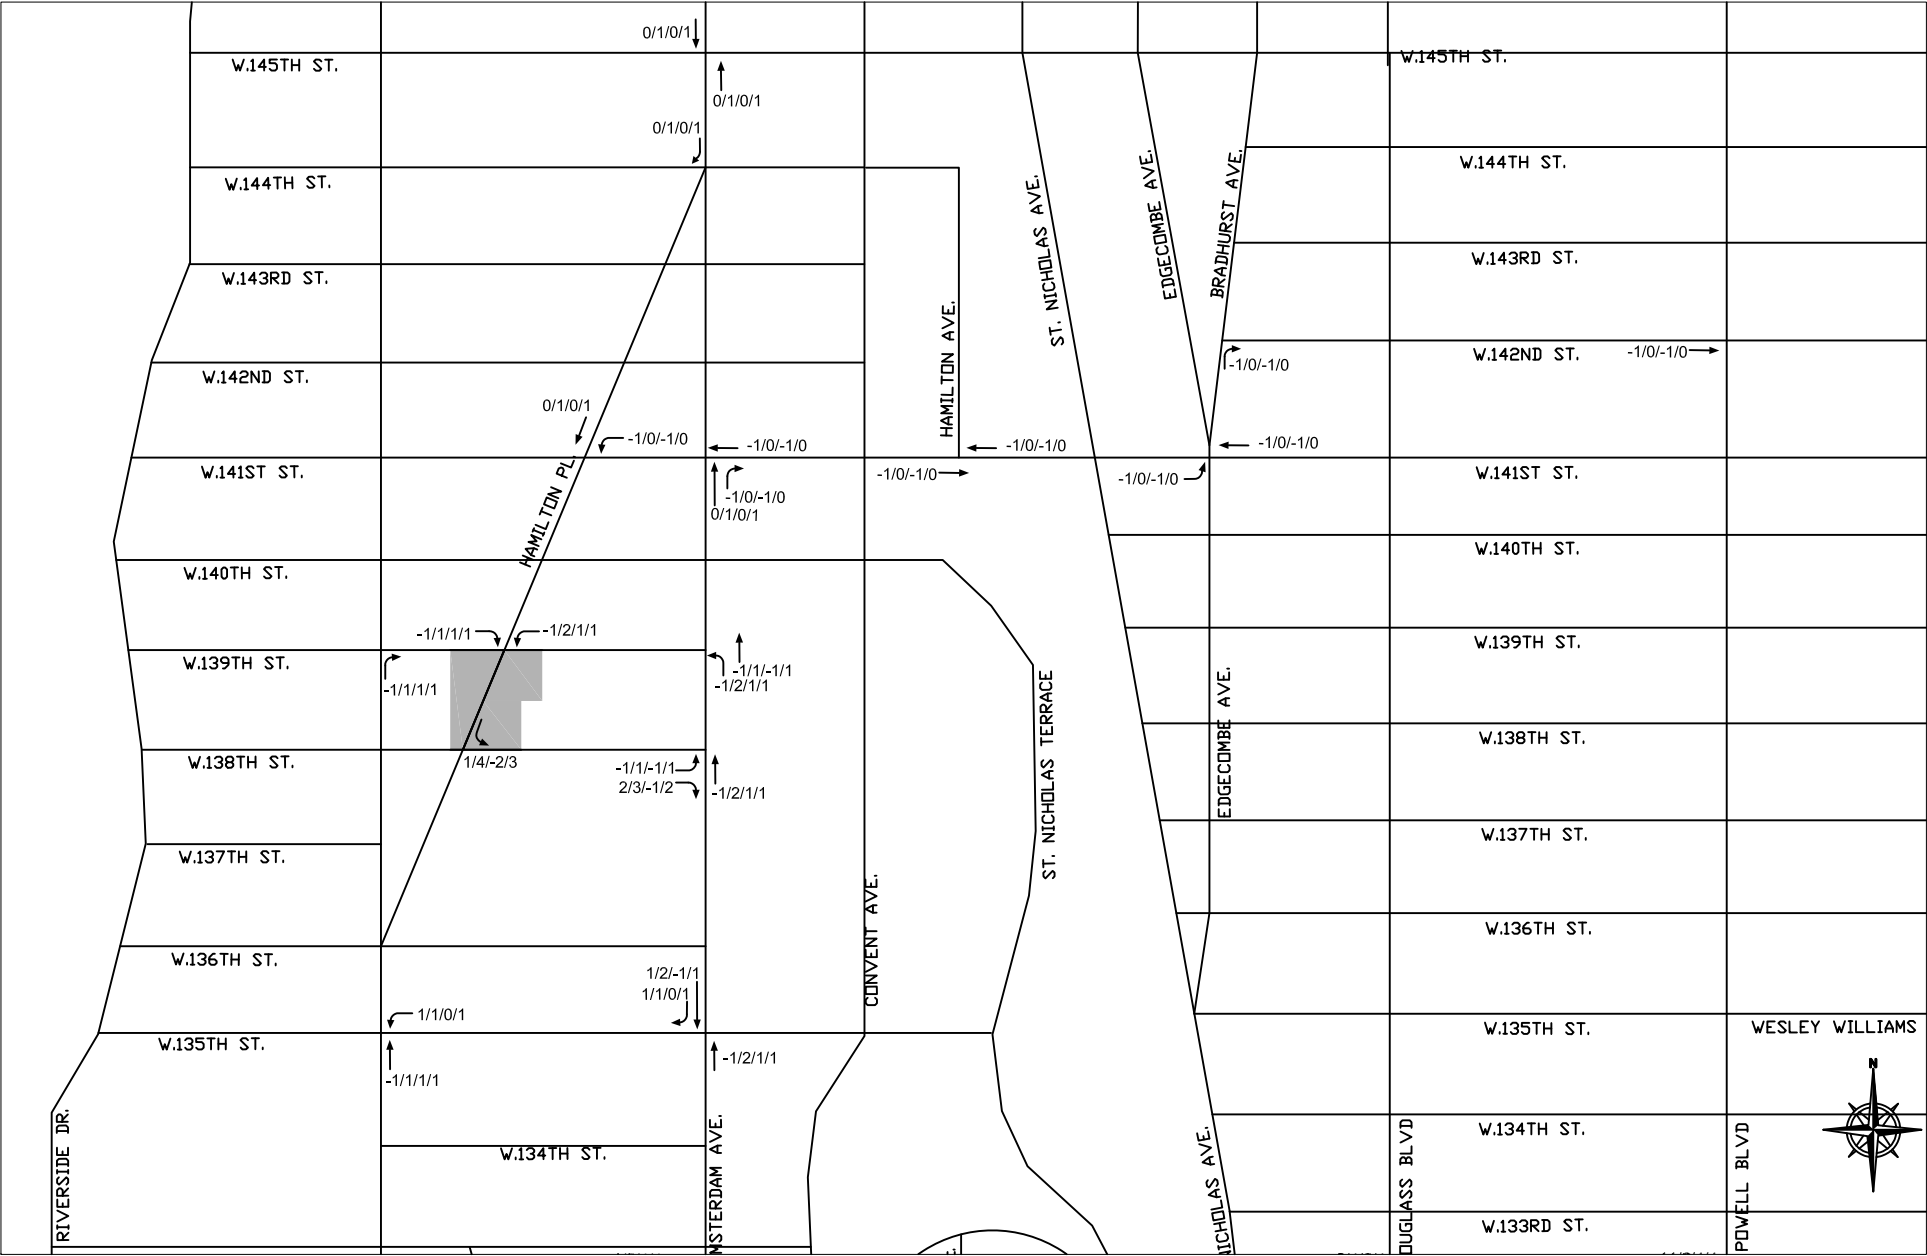 0/1/0/1
W.145TH ST.
W.145TH ST.
0/1/0/1
0/1/0/1
W.144TH ST.
W.144TH ST.
ST. NICHOLAS AVE.
EDGECOMBE AVE.
BRADHURST AVE.
W.143RD ST.
W.143RD ST.
HAMILTON AVE.
W.142ND ST.
W.142ND ST.
-1/0/-1/0
-1/0/-1/0
0/1/0/1
-1/0/-1/0
-1/0/-1/0
-1/0/-1/0
-1/0/-1/0
HAMILTON PL.
W.141ST ST.
-1/0/-1/0
-1/0/-1/0
W.141ST ST.
-1/0/-1/0
0/1/0/1
W.140TH ST.
W.140TH ST.
-1/1/1/1
-1/2/1/1
W.139TH ST.
W.139TH ST.
-1/1/-1/1
-1/2/1/1
-1/1/1/1
ST. NICHOLAS TERRACE
EDGECOMBE AVE.
W.138TH ST.
W.138TH ST.
1/4/-2/3
-1/1/-1/1
2/3/-1/2
-1/2/1/1
W.137TH ST.
W.137TH ST.
CONVENT AVE.
W.136TH ST.
W.136TH ST.
1/2/-1/1
1/1/0/1
1/1/0/1
W.135TH ST.
W.135TH ST.
WESLEY WILLIAMS
-1/2/1/1
-1/1/1/1
N
RIVERSIDE DR.
W.134TH ST.
W.134TH ST.
MSTERDAM AVE.
NICHOLAS AVE.
OUGLASS BLVD
POWELL BLVD
W.133RD ST.